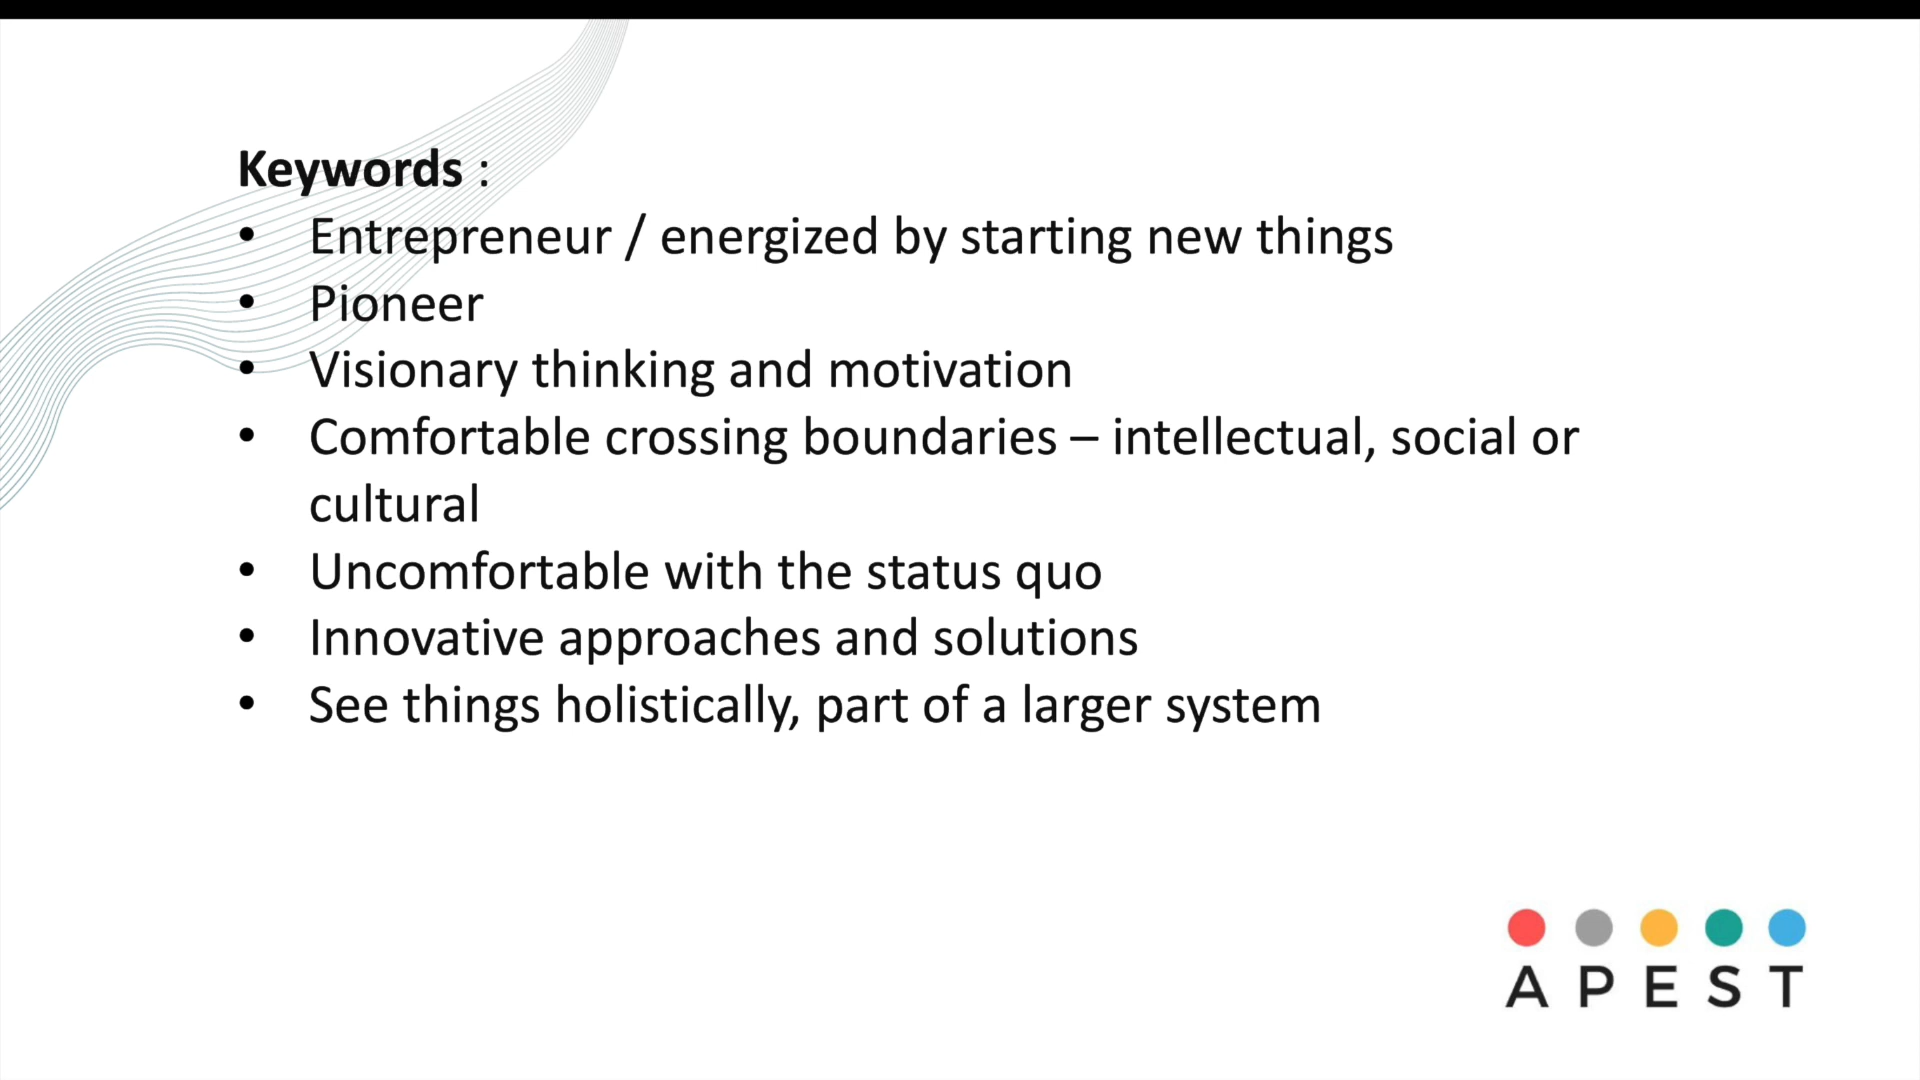 Keywords :
• Entrepreneur / energized by starting new things
• Pioneer
• Visionary thinking and motivation
• Comfortable crossing boundaries – intellectual, social or
cultural
• Uncomfortable with the status quo
• Innovative approaches and solutions
• See things holistically, part of a larger system
APEST